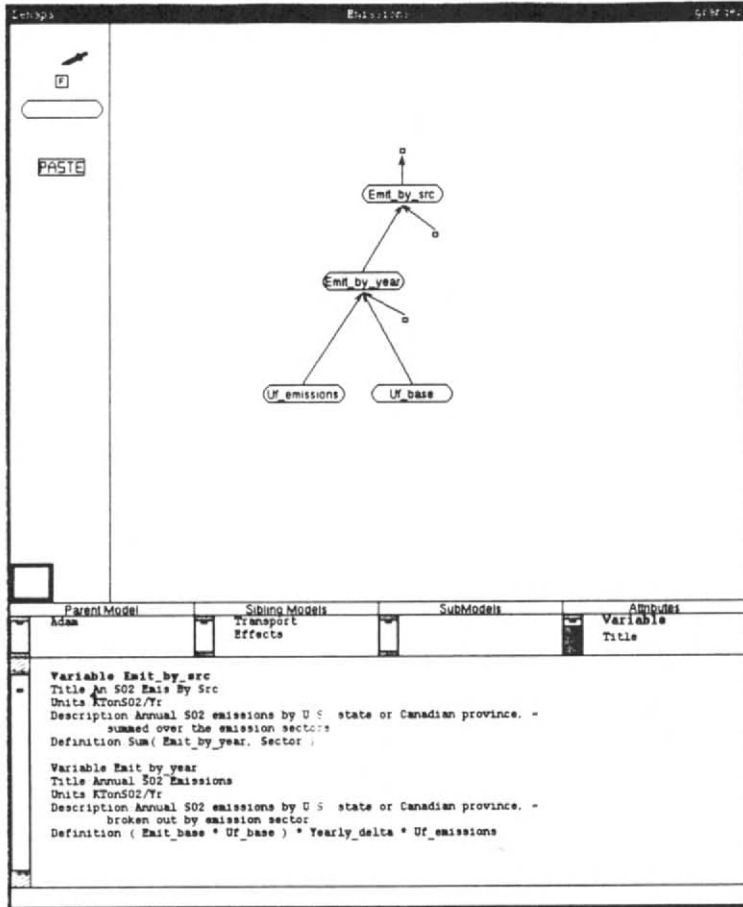 Demaps Emissions
F
PASTE
Emit_by_src
Emit_by_year
Uf_emissions Uf_base
Parent Model Sibling Models SubModels Attributes
Adam Transport Variable
Effects Title
Variable Emit_by_src
Title An SO2 Emis By Src
Units KTonSO2/Yr
Description Annual SO2 emissions by U S state or Canadian province, -
summed over the emission sectors
Definition Sum( Emit_by_year, Sector )
Variable Emit_by_year
Title Annual SO2 Emissions
Units KTonSO2/Yr
Description Annual SO2 emissions by U S state or Canadian province, -
broken out by emission sector
Definition ( Emit_base * Uf_base ) * Yearly_delta * Uf_emissions